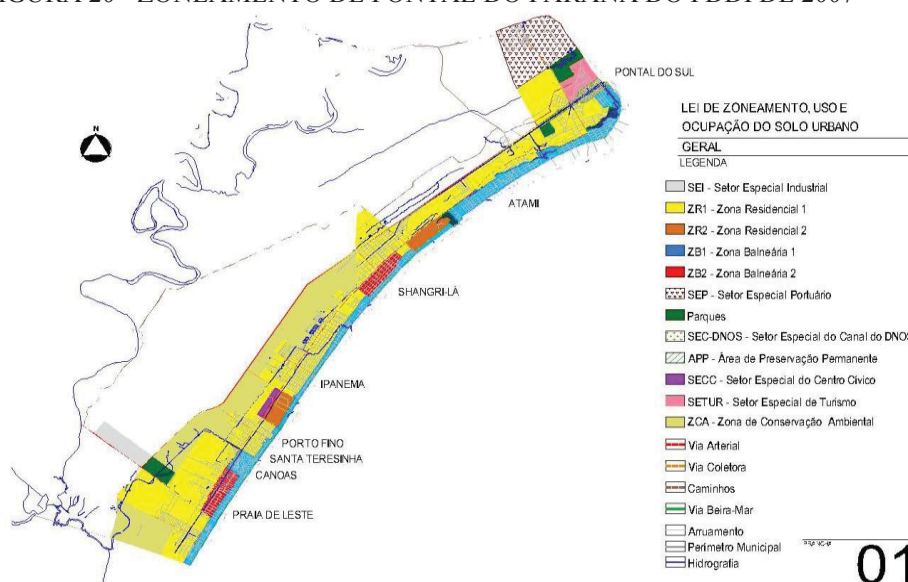 FIGURA 20 - ZONEAMENTO DE PONTAL DO PARANÁ DO PDDI DE 2007
N
PONTAL DO SUL
ATAMI
SHANGRI-LÀ
IPANEMA
PORTO FINO
SANTA TERESINHA
CANOAS
PRAIA DE LESTE
LEI DE ZONEAMENTO, USO E
OCUPAÇÃO DO SOLO URBANO
GERAL
LEGENDA
SEI - Setor Especial Industrial
ZR1 - Zona Residencial 1
ZR2 - Zona Residencial 2
ZB1 - Zona Balneária 1
ZB2 - Zona Balneária 2
SEP - Setor Especial Portuário
Parques
SEC-DNOS - Setor Especial do Canal do DNOS
APP - Área de Preservação Permanente
SECC - Setor Especial do Centro Cívico
SETUR - Setor Especial de Turismo
ZCA - Zona de Conservação Ambiental
Via Arterial
Via Coletora
Caminhos
Via Beira-Mar
Arruamento
Perímetro Municipal
Hidrografia
PRANCHA
01